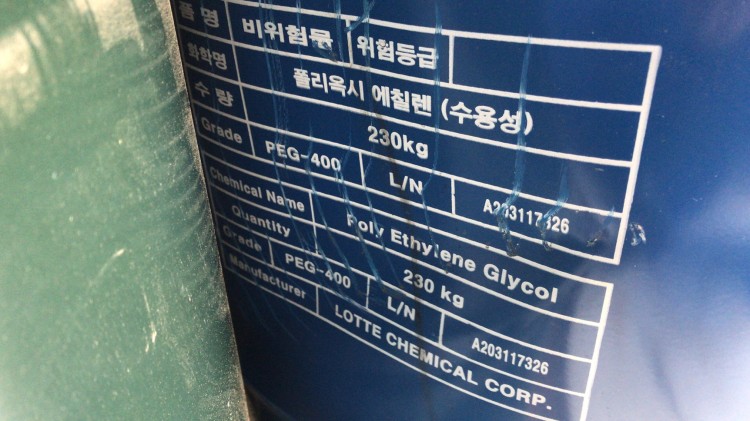 품 명 비위험물 위험등급
화학명 폴리옥시 에칠렌 (수용성)
수 량 230kg
Grade PEG-400 L/N A203117326
Chemical Name Poly Ethylene Glycol
Quantity 230 kg
Grade PEG-400 L/N A203117326
Manufacturer LOTTE CHEMICAL CORP.